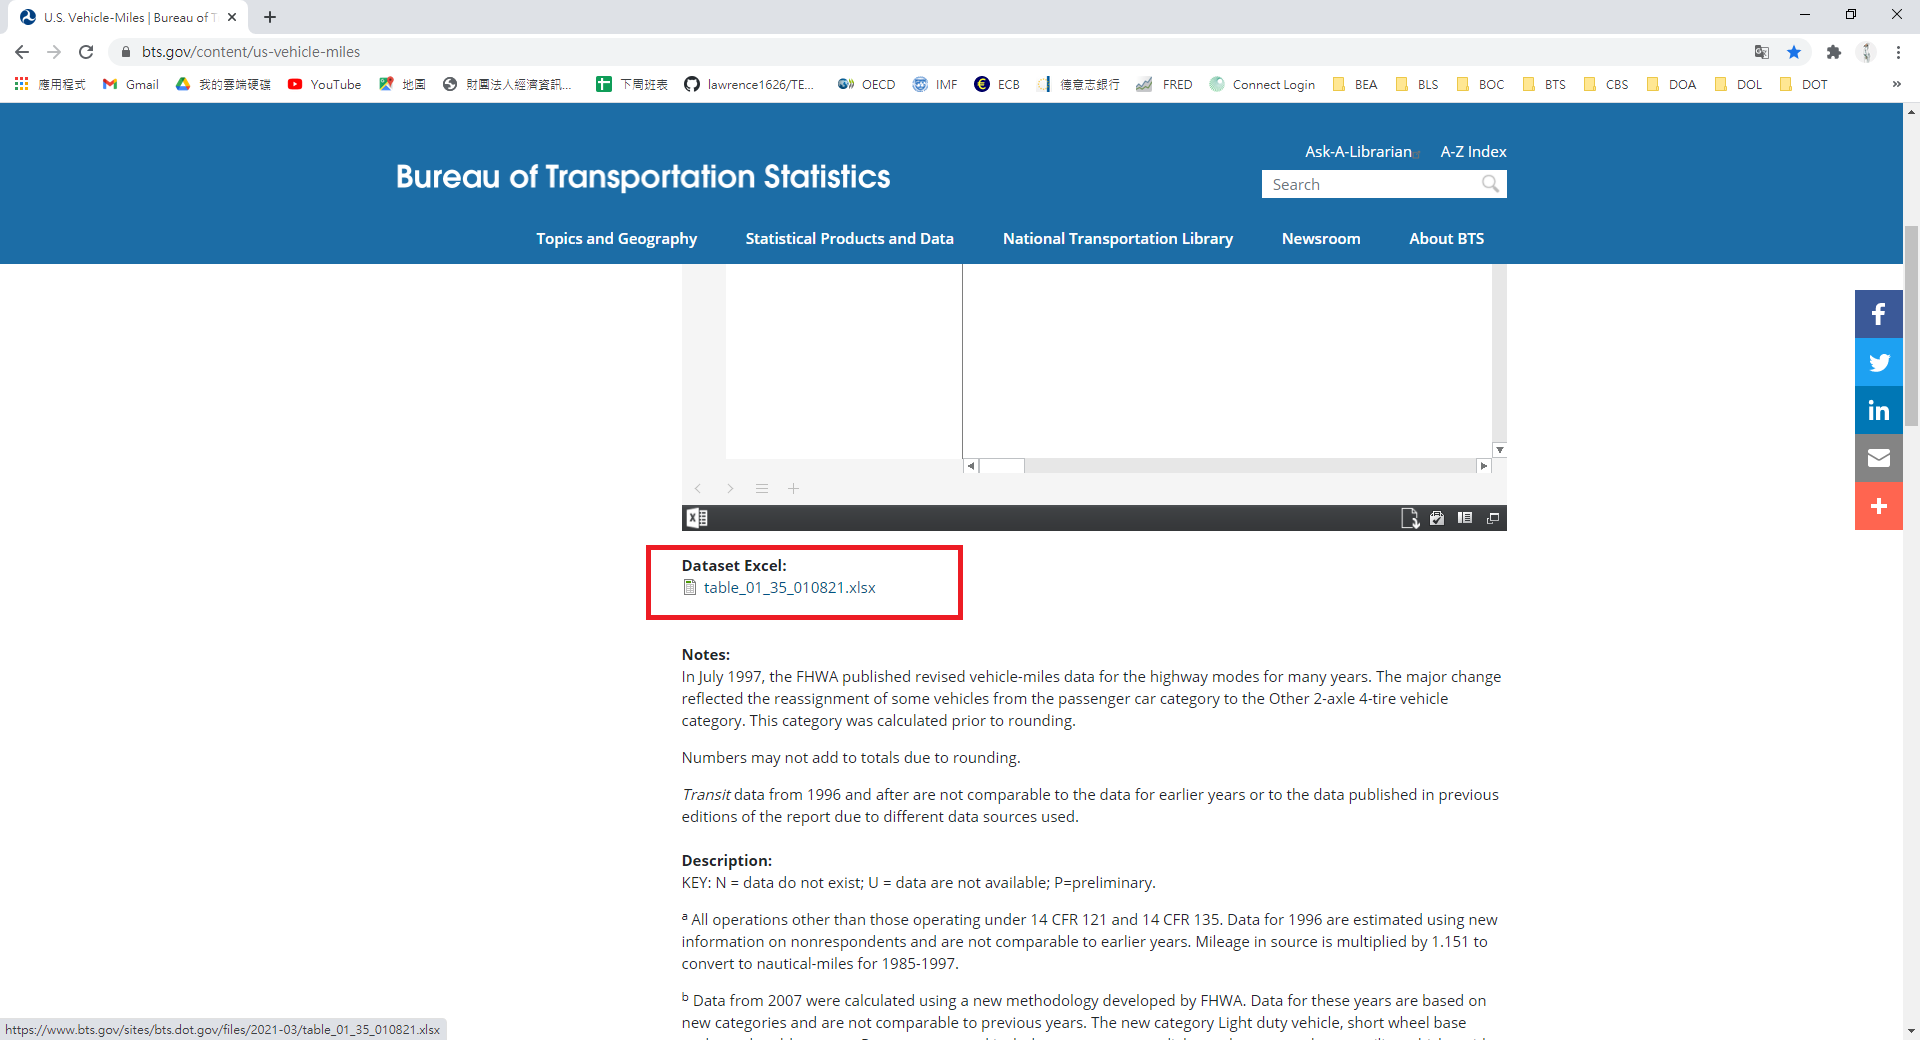 U.S. Vehicle-Miles | Bureau of T
bts.gov/content/us-vehicle-miles
應用程式 Gmail 我的雲端硬碟 YouTube 地圖 財團法人經濟資訊... 下周班表 lawrence1626/TE... OECD IMF ECB 德意志銀行 FRED Connect Login BEA BLS BOC BTS CBS DOA DOL DOT »
Ask-A-Librarian A-Z Index
Bureau of Transportation Statistics
Search
Topics and Geography Statistical Products and Data National Transportation Library Newsroom About BTS
Dataset Excel:
table_01_35_010821.xlsx
Notes:
In July 1997, the FHWA published revised vehicle-miles data for the highway modes for many years. The major change
reflected the reassignment of some vehicles from the passenger car category to the Other 2-axle 4-tire vehicle
category. This category was calculated prior to rounding.
Numbers may not add to totals due to rounding.
Transit data from 1996 and after are not comparable to the data for earlier years or to the data published in previous
editions of the report due to different data sources used.
Description:
KEY: N = data do not exist; U = data are not available; P=preliminary.
a All operations other than those operating under 14 CFR 121 and 14 CFR 135. Data for 1996 are estimated using new
information on nonrespondents and are not comparable to earlier years. Mileage in source is multiplied by 1.151 to
convert to nautical-miles for 1985-1997.
b Data from 2007 were calculated using a new methodology developed by FHWA. Data for these years are based on
new categories and are not comparable to previous years. The new category Light duty vehicle, short wheel base
https://www.bts.gov/sites/bts.dot.gov/files/2021-03/table_01_35_010821.xlsx